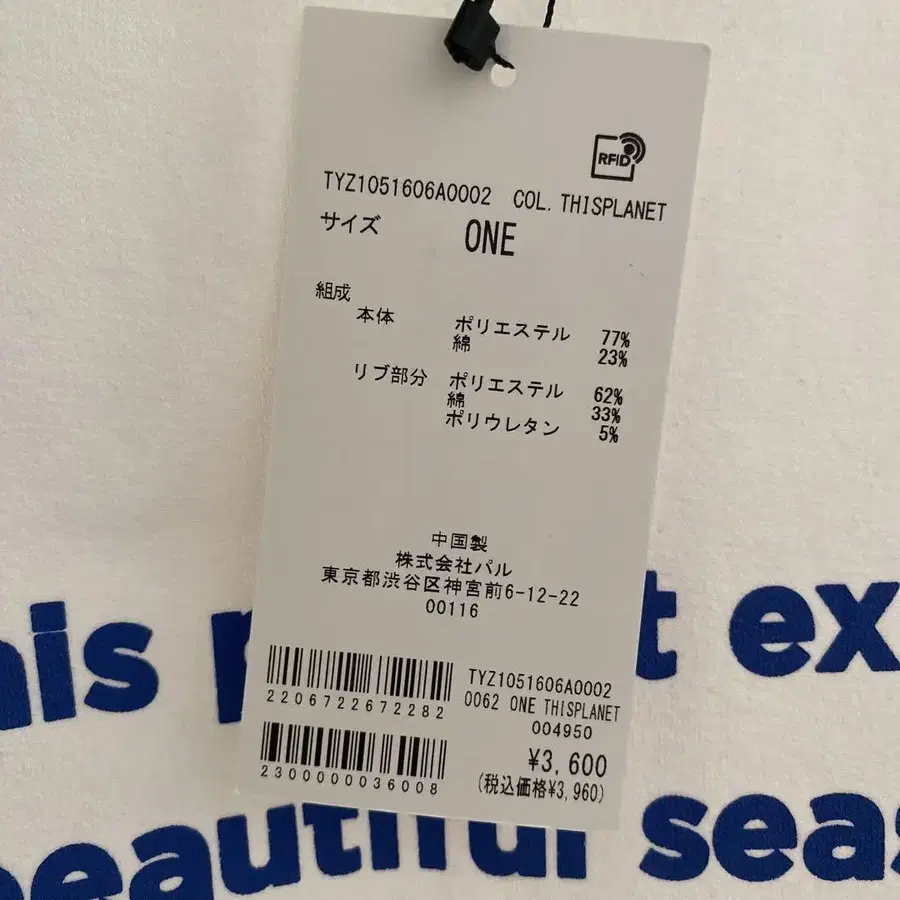 RFID
TYZ1051606A0002 COL. THISPLANET
サイズ ONE
組成
本体 ポリエステル 77%
綿 23%
リブ部分 ポリエステル 62%
綿 33%
ポリウレタン 5%
中国製
株式会社パル
東京都渋谷区神宮前6-12-22
00116
TYZ1051606A0002
2206722672282 0062 ONE THISPLANET
004950
¥3,600
2300000036008 (税込価格¥3,960)
his p t ex
beautiful seas